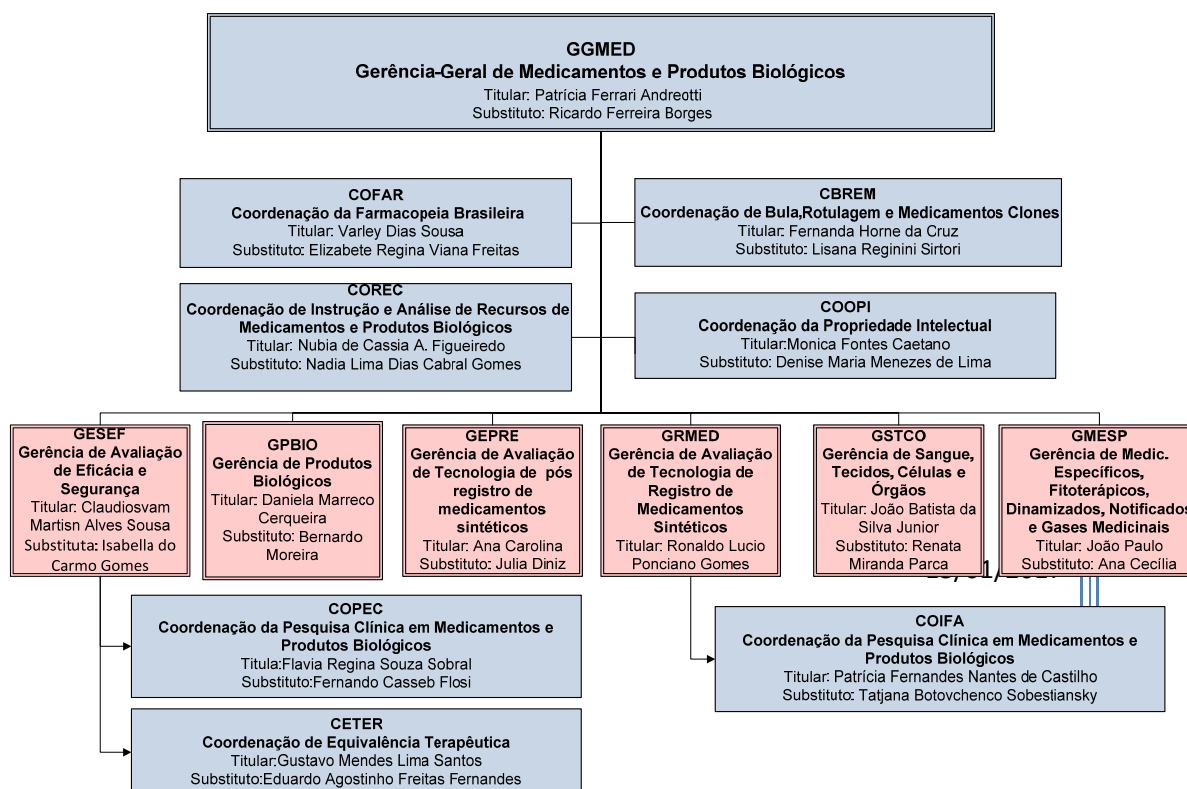 GGMED
Gerência-Geral de Medicamentos e Produtos Biológicos
Titular: Patrícia Ferrari Andreotti
Substituto: Ricardo Ferreira Borges
COFAR
Coordenação da Farmacopeia Brasileira
Titular: Varley Dias Sousa
Substituto: Elizabete Regina Viana Freitas
CBREM
Coordenação de Bula,Rotulagem e Medicamentos Clones
Titular: Fernanda Horne da Cruz
Substituto: Lisana Reginini Sirtori
COREC
Coordenação de Instrução e Análise de Recursos de
Medicamentos e Produtos Biológicos
Titular: Nubia de Cassia A. Figueiredo
Substituto: Nadia Lima Dias Cabral Gomes
COOPI
Coordenação da Propriedade Intelectual
Titular:Monica Fontes Caetano
Substituto: Denise Maria Menezes de Lima
GESEF
Gerência de Avaliação
de Eficácia e
Segurança
Titular: Claudiosvam
Martisn Alves Sousa
Substituta: Isabella do
Carmo Gomes
GPBIO
Gerência de Produtos
Biológicos
Titular: Daniela Marreco
Cerqueira
Substituto: Bernardo
Moreira
GEPRE
Gerência de Avaliação
de Tecnologia de pós
registro de
medicamentos
sintéticos
Titular: Ana Carolina
Substituto: Julia Diniz
GRMED
Gerência de Avaliação
de Tecnologia de
Registro de
Medicamentos
Sintéticos
Titular: Ronaldo Lucio
Ponciano Gomes
GSTCO
Gerência de Sangue,
Tecidos, Células e
Órgãos
Titular: João Batista da
Silva Junior
Substituto: Renata
Miranda Parca
GMESP
Gerência de Medic.
Específicos,
Fitoterápicos,
Dinamizados, Notificados
e Gases Medicinais
Titular: João Paulo
Substituto: Ana Cecília
COPEC
Coordenação da Pesquisa Clínica em Medicamentos e
Produtos Biológicos
Titula:Flavia Regina Souza Sobral
Substituto:Fernando Casseb Flosi
COIFA
Coordenação da Pesquisa Clínica em Medicamentos e
Produtos Biológicos
Titular: Patrícia Fernandes Nantes de Castilho
Substituto: Tatjana Botovchenco Sobestiansky
CETER
Coordenação de Equivalência Terapêutica
Titular:Gustavo Mendes Lima Santos
Substituto:Eduardo Agostinho Freitas Fernandes